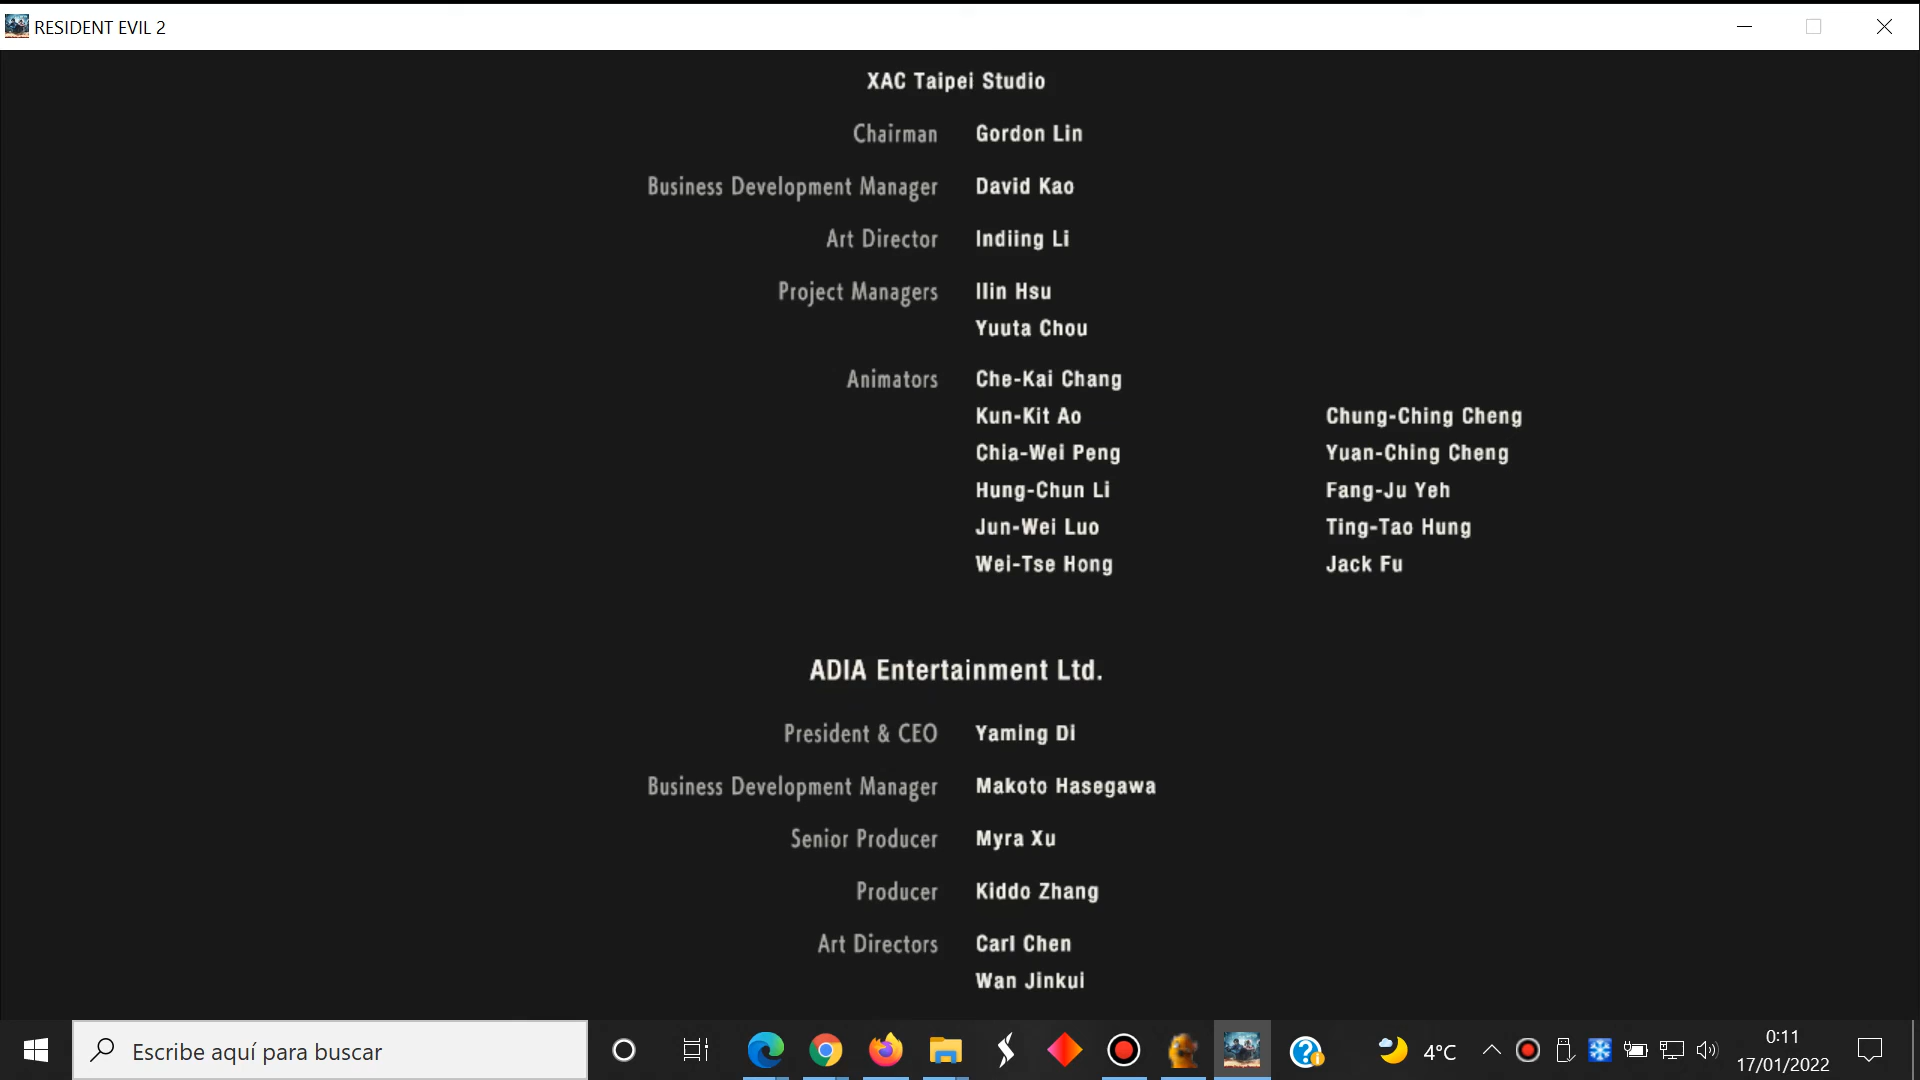 RESIDENT EVIL 2
XAC Taipei Studio
Chairman Gordon Lin
Business Development Manager David Kao
Art Director Indiing Li
Project Managers Ilin Hsu
Yuuta Chou
Animators Che-Kai Chang
Kun-Kit Ao Chung-Ching Cheng
Chia-Wei Peng Yuan-Ching Cheng
Hung-Chun Li Fang-Ju Yeh
Jun-Wei Luo Ting-Tao Hung
Wei-Tse Hong Jack Fu
ADIA Entertainment Ltd.
President & CEO Yaming Di
Business Development Manager Makoto Hasegawa
Senior Producer Myra Xu
Producer Kiddo Zhang
Art Directors Carl Chen
Wan Jinkui
Escribe aquí para buscar
4°C
0:11
17/01/2022